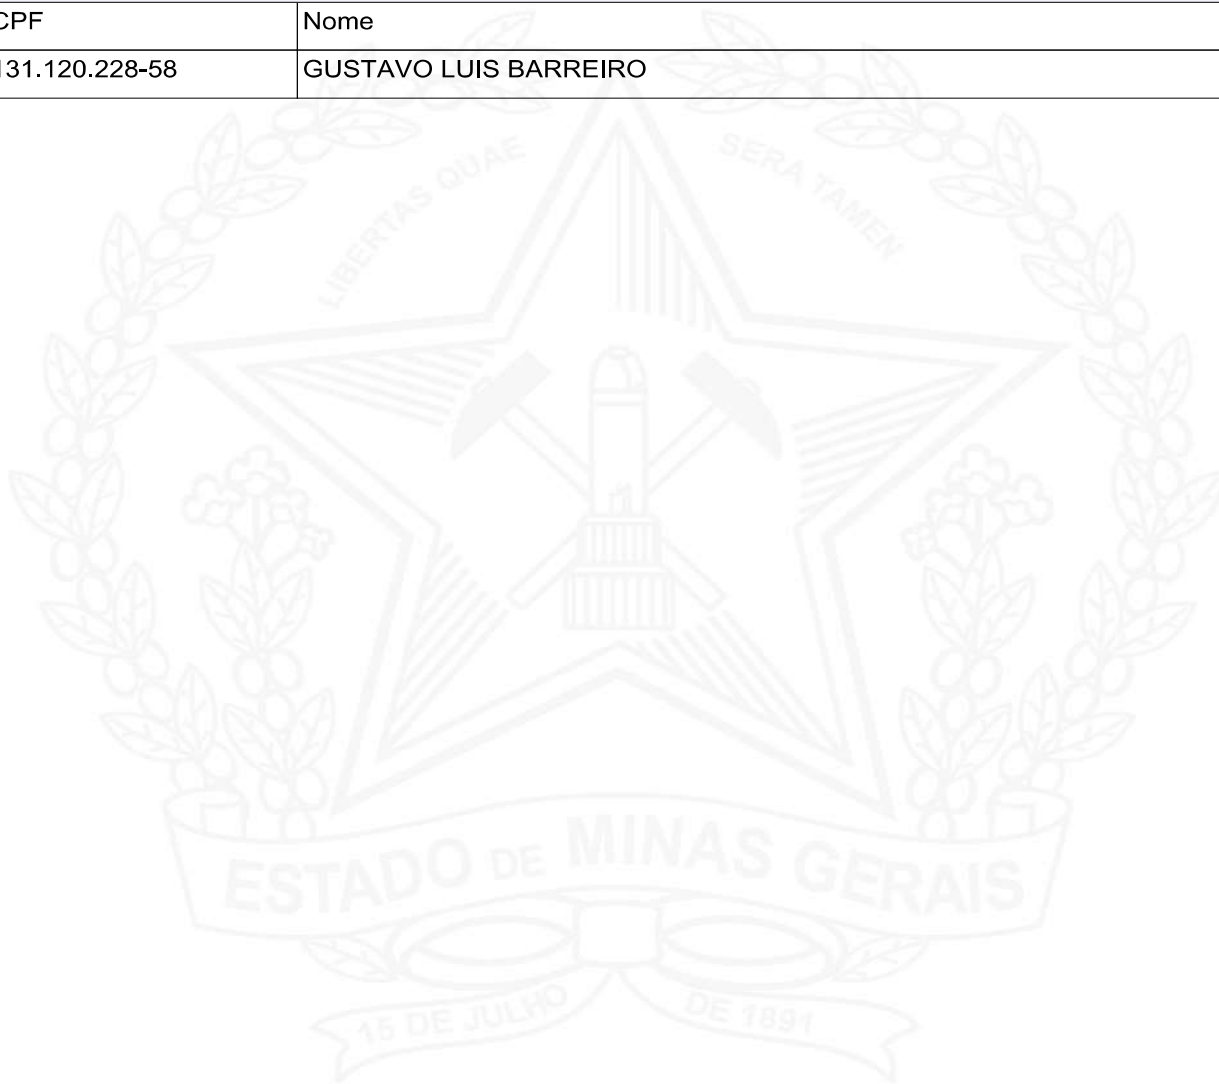 CPF Nome
131.120.228-58 GUSTAVO LUIS BARREIRO
LIBERTAS QUAE SERA TAMEN
ESTADO DE MINAS GERAIS
15 DE JULHO DE 1891